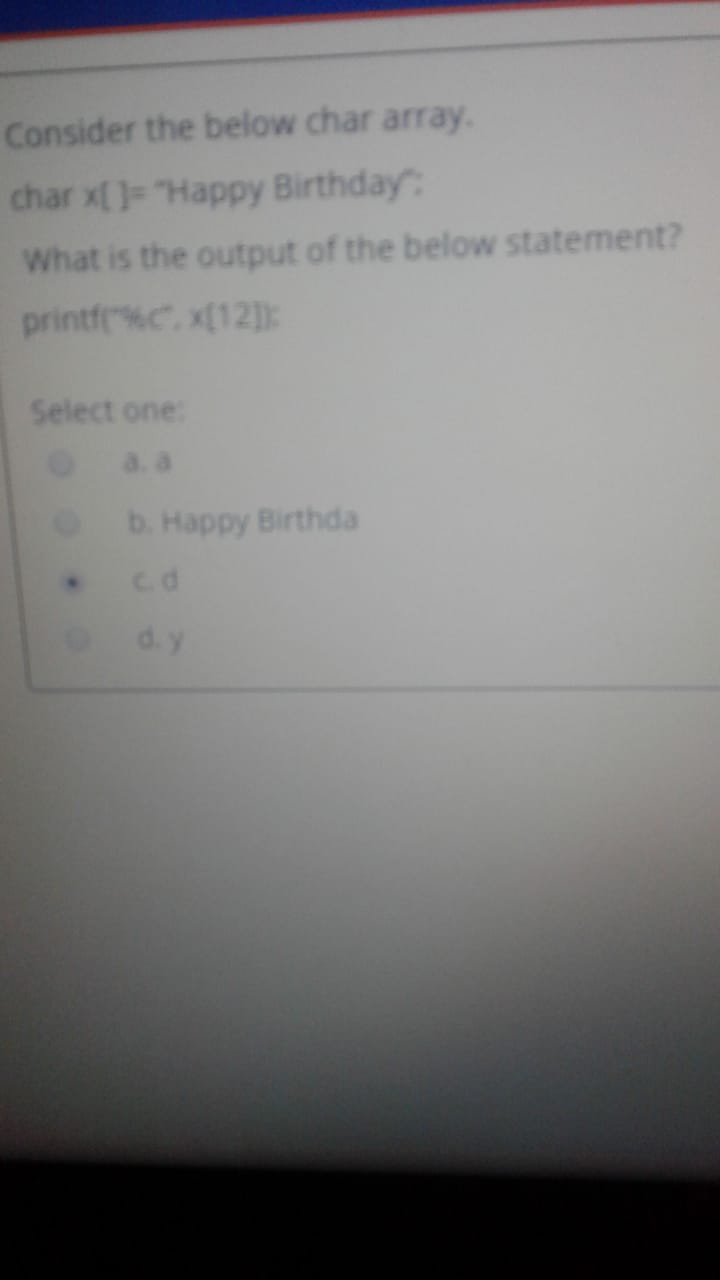 Consider the below char array.
char x[ ]= "Happy Birthday";
What is the output of the below statement?
printf("%c", x[12]);
Select one:
a. a
b. Happy Birthda
c. d
d. y